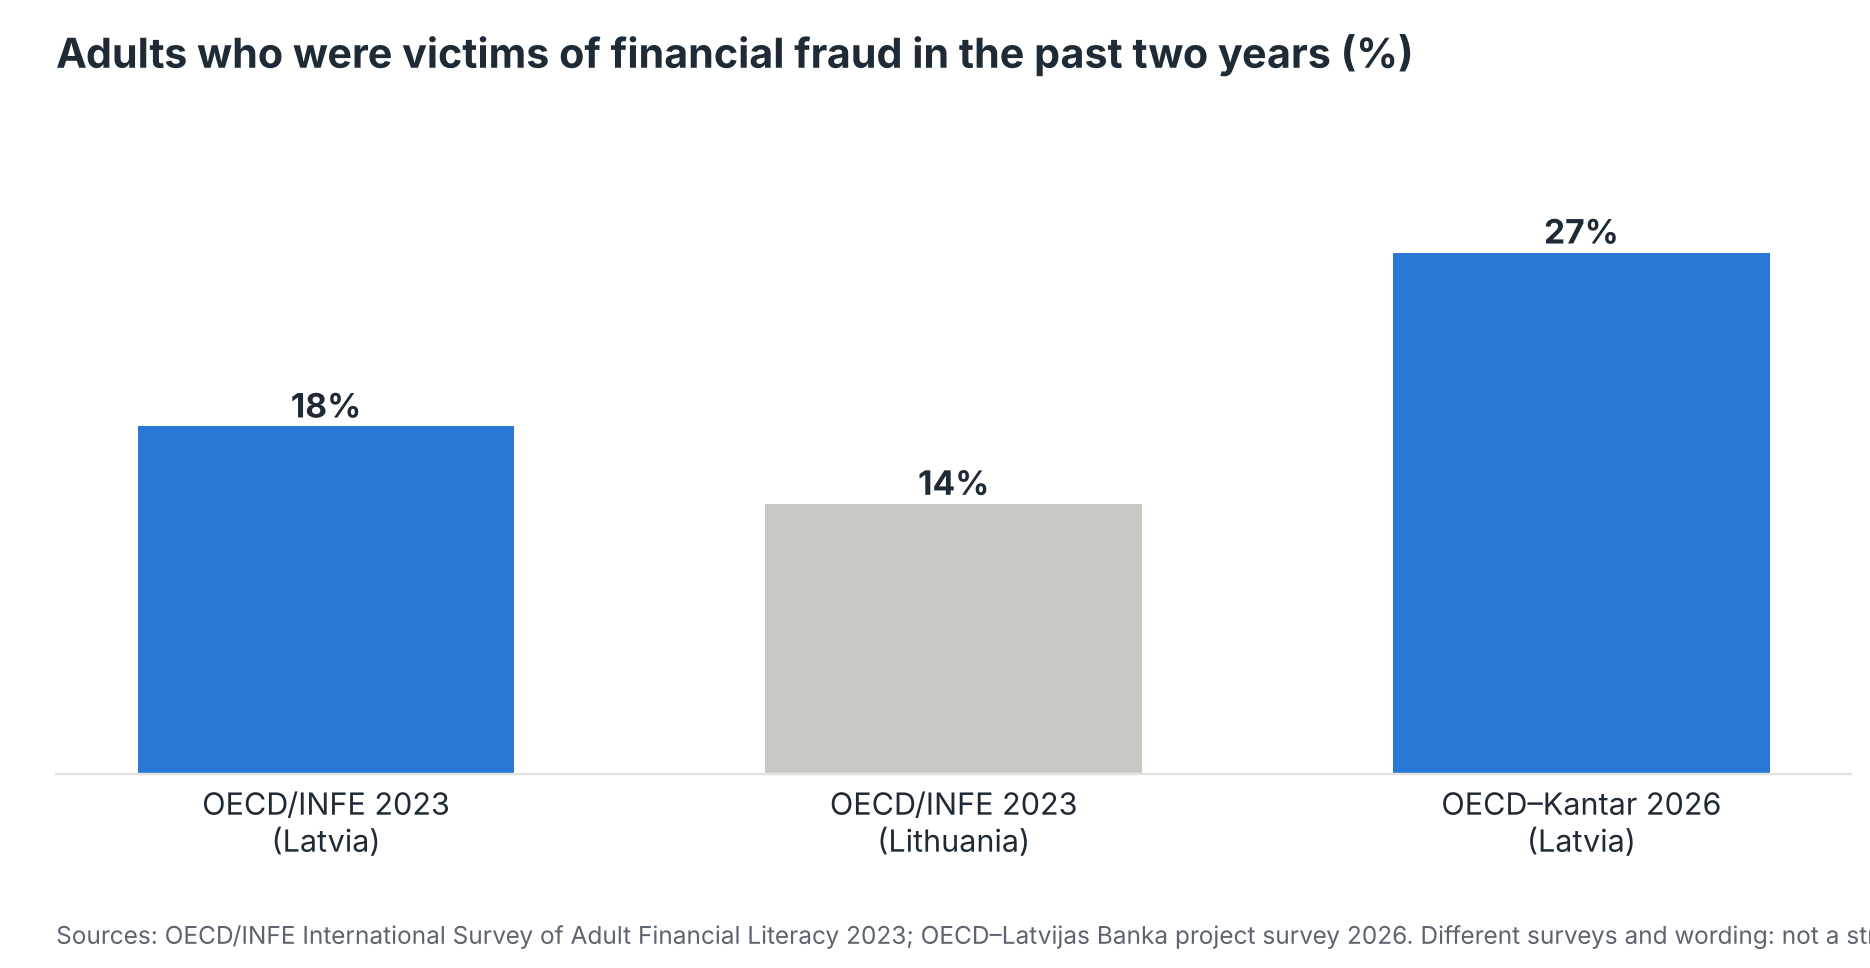 Adults who were victims of financial fraud in the past two years (%)
27%
18%
14%
OECD/INFE 2023
(Latvia)
OECD/INFE 2023
(Lithuania)
OECD–Kantar 2026
(Latvia)
Sources: OECD/INFE International Survey of Adult Financial Literacy 2023; OECD–Latvijas Banka project survey 2026. Different surveys and wording: not a